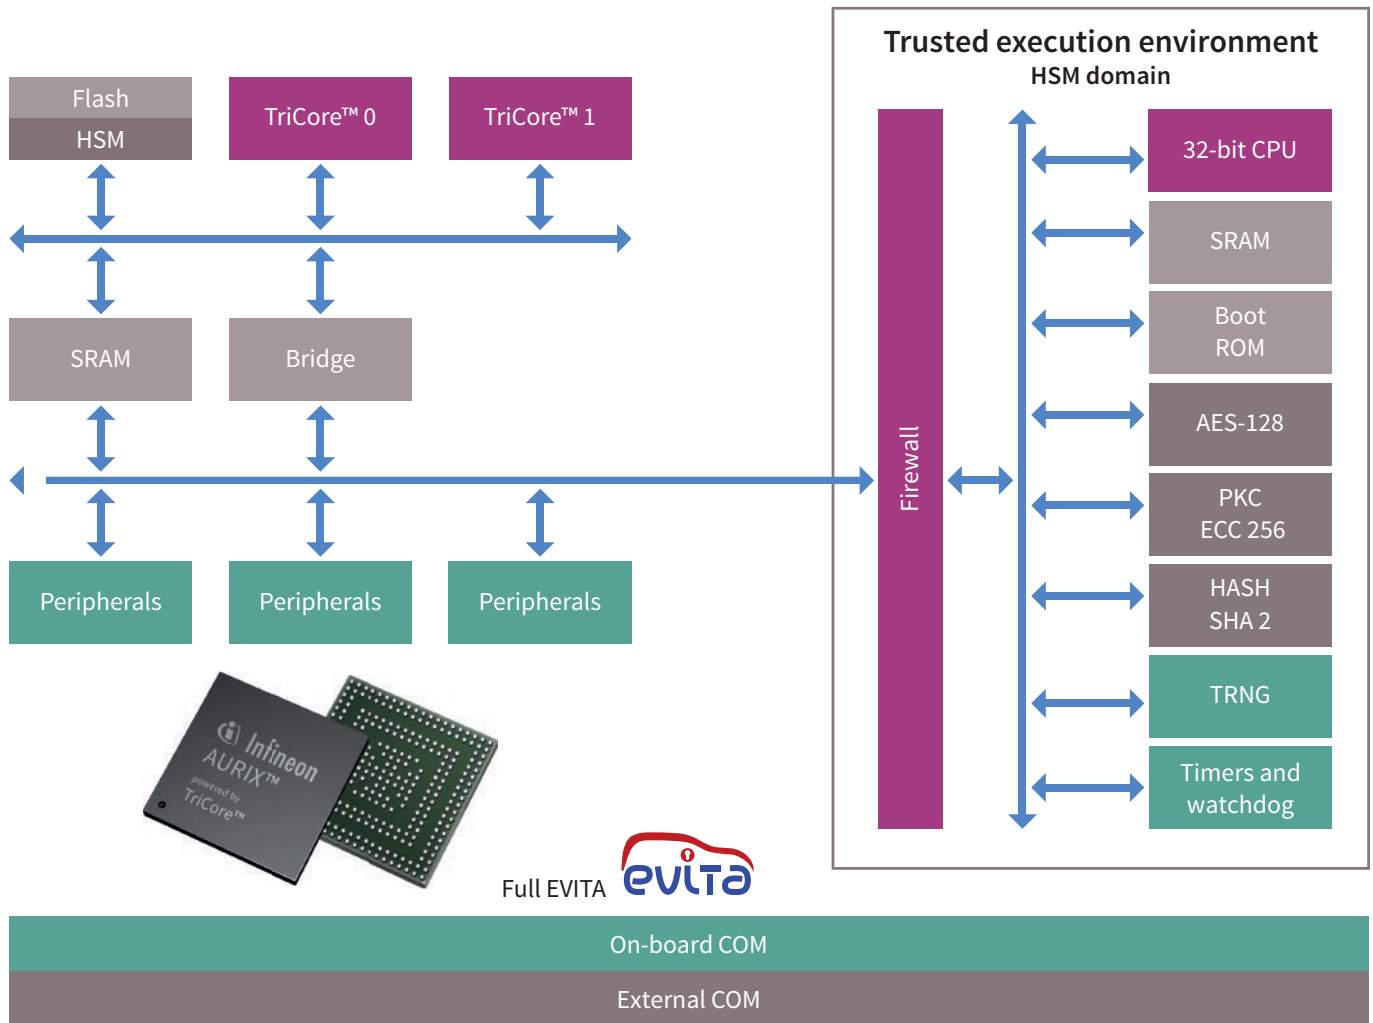 Trusted execution environment
HSM domain
Flash
HSM
TriCore™ 0
TriCore™ 1
32-bit CPU
SRAM
Boot
ROM
SRAM
Bridge
AES-128
Firewall
PKC
ECC 256
Peripherals
Peripherals
Peripherals
HASH
SHA 2
TRNG
Timers and
watchdog
Infineon
AURIX™
powered by
TriCore™
Full EVITA
evita
On-board COM
External COM